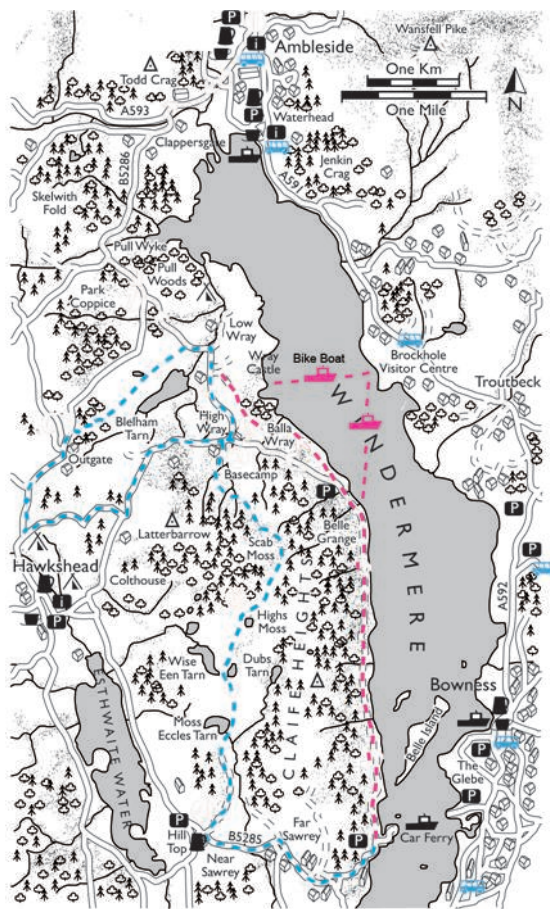 Wansfell Pike
P
i
Ambleside
Todd Crag
One Km
One Mile
N
A593
P
Waterhead
i
Clappersgate
A591
Jenkin
Crag
B5286
Skelwith
Fold
Pull Wyke
Pull
Woods
Park
Coppice
Low
Wray
Wray
Castle
Bike Boat
Brockhole
Visitor Centre
Troutbeck
WINDERMERE
Blelham
Tarn
High
Wray
Balla
Wray
Outgate
Basecamp
P
P
Latterbarrow
Scab
Moss
Belle
Grange
Hawkshead
i
P
Colthouse
P
A592
Highs
Moss
CLAIFE HEIGHTS
Wise
Een Tarn
Dubs
Tarn
ESTHWAITE WATER
Moss
Eccles Tarn
Bowness
Belle Island
P
The
Glebe
P
P
Hill
Top
B5285
Far
Sawrey
P
Car Ferry
Near
Sawrey